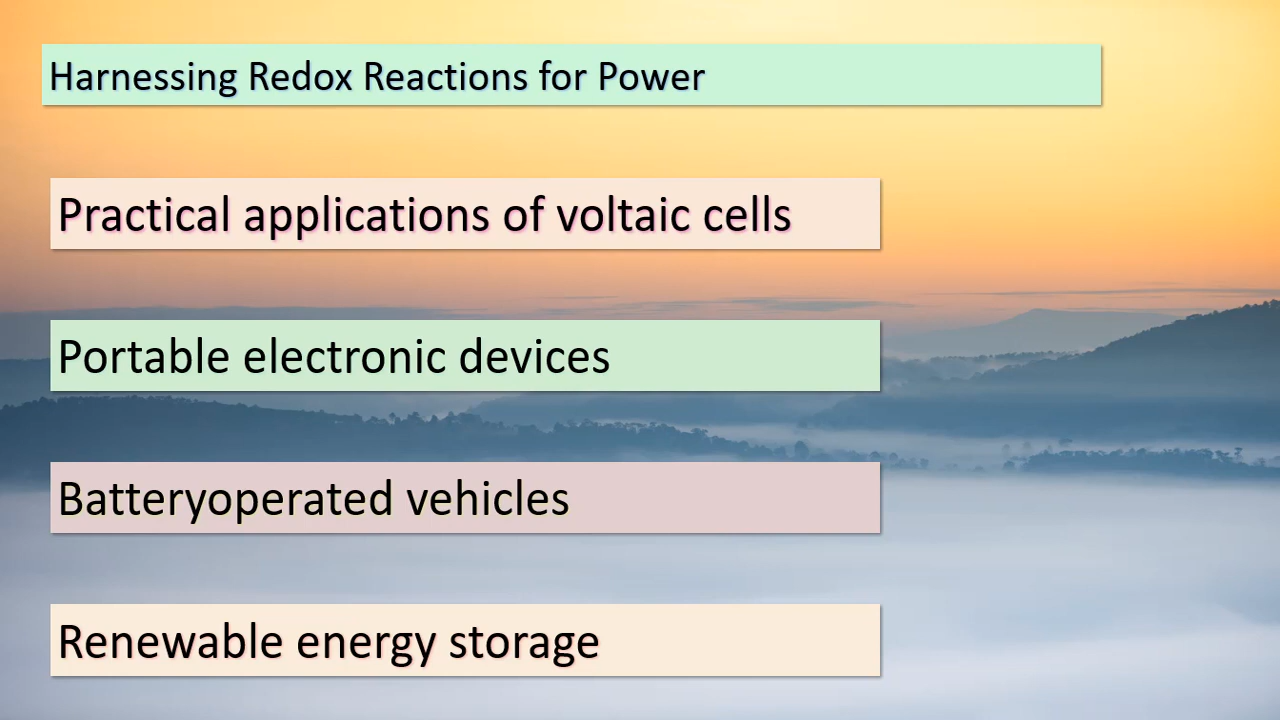 Harnessing Redox Reactions for Power
Practical applications of voltaic cells
Portable electronic devices
Batteryoperated vehicles
Renewable energy storage